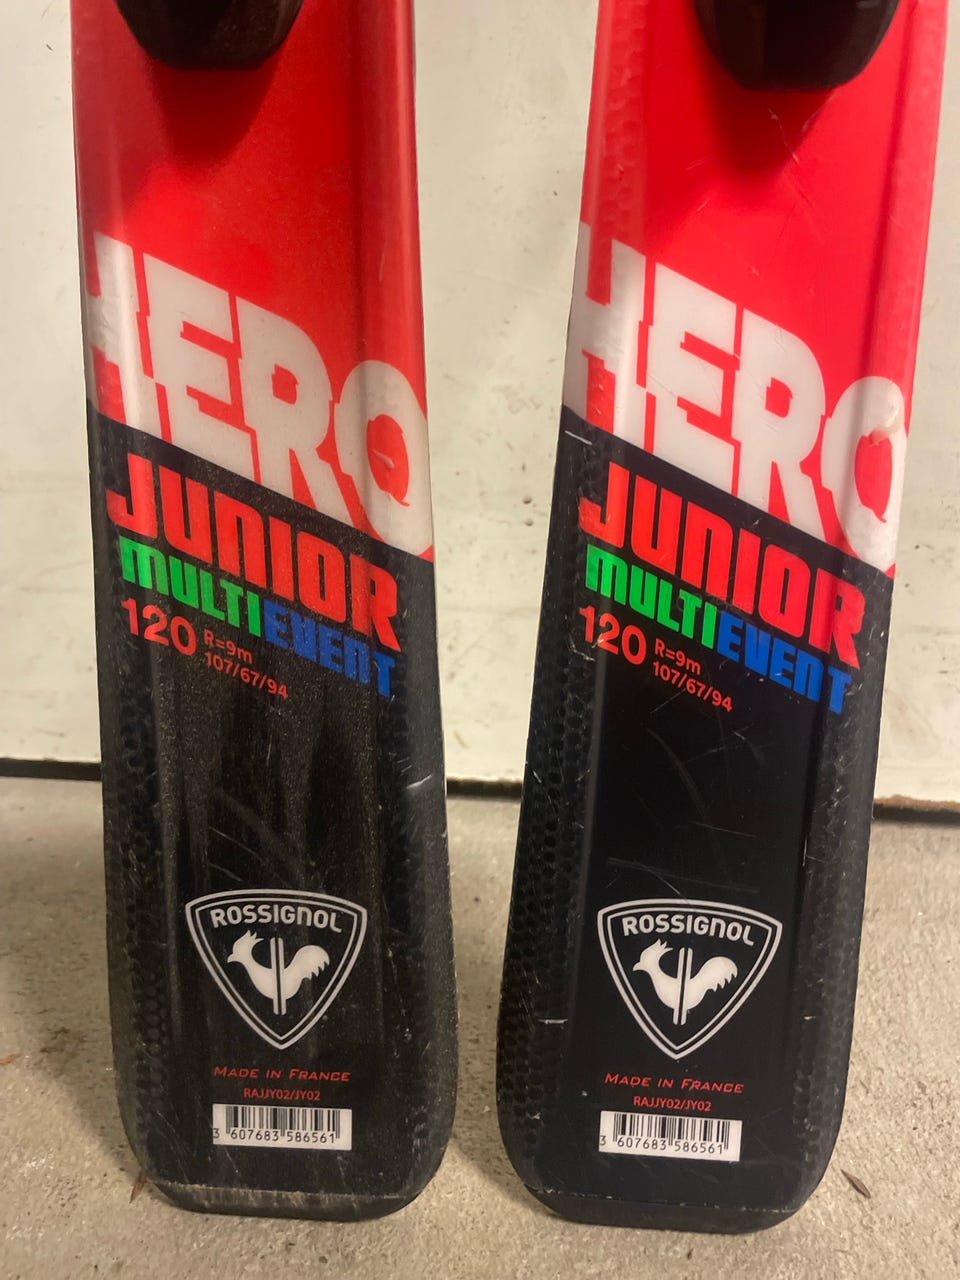 HERO
JUNIOR
MULTIEVENT
120 R=9m
107/67/94
ROSSIGNOL
MADE IN FRANCE
RAJJY02/JY02
3 607683 586561
HERO
JUNIOR
MULTIEVENT
120 R=9m
107/67/94
ROSSIGNOL
MADE IN FRANCE
RAJJY02/JY02
3 607683 586561